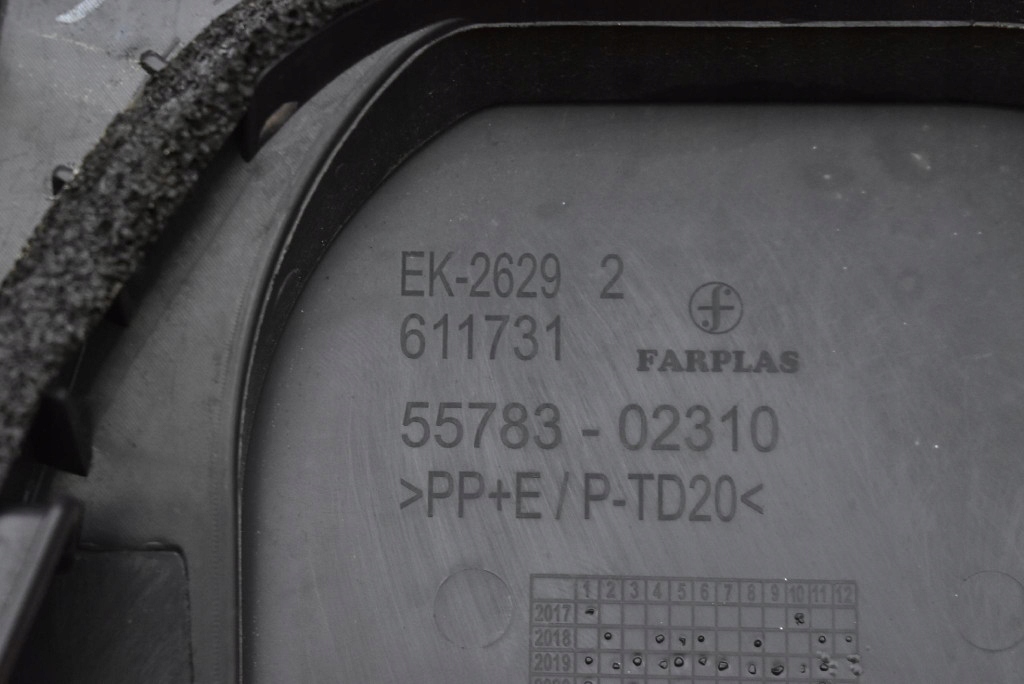 EK-2629 2
611731
FARPLAS
55783 - 02310
>PP+E / P-TD20<
1 2 3 4 5 6 7 8 9 10 11 12
2017
2018
2019